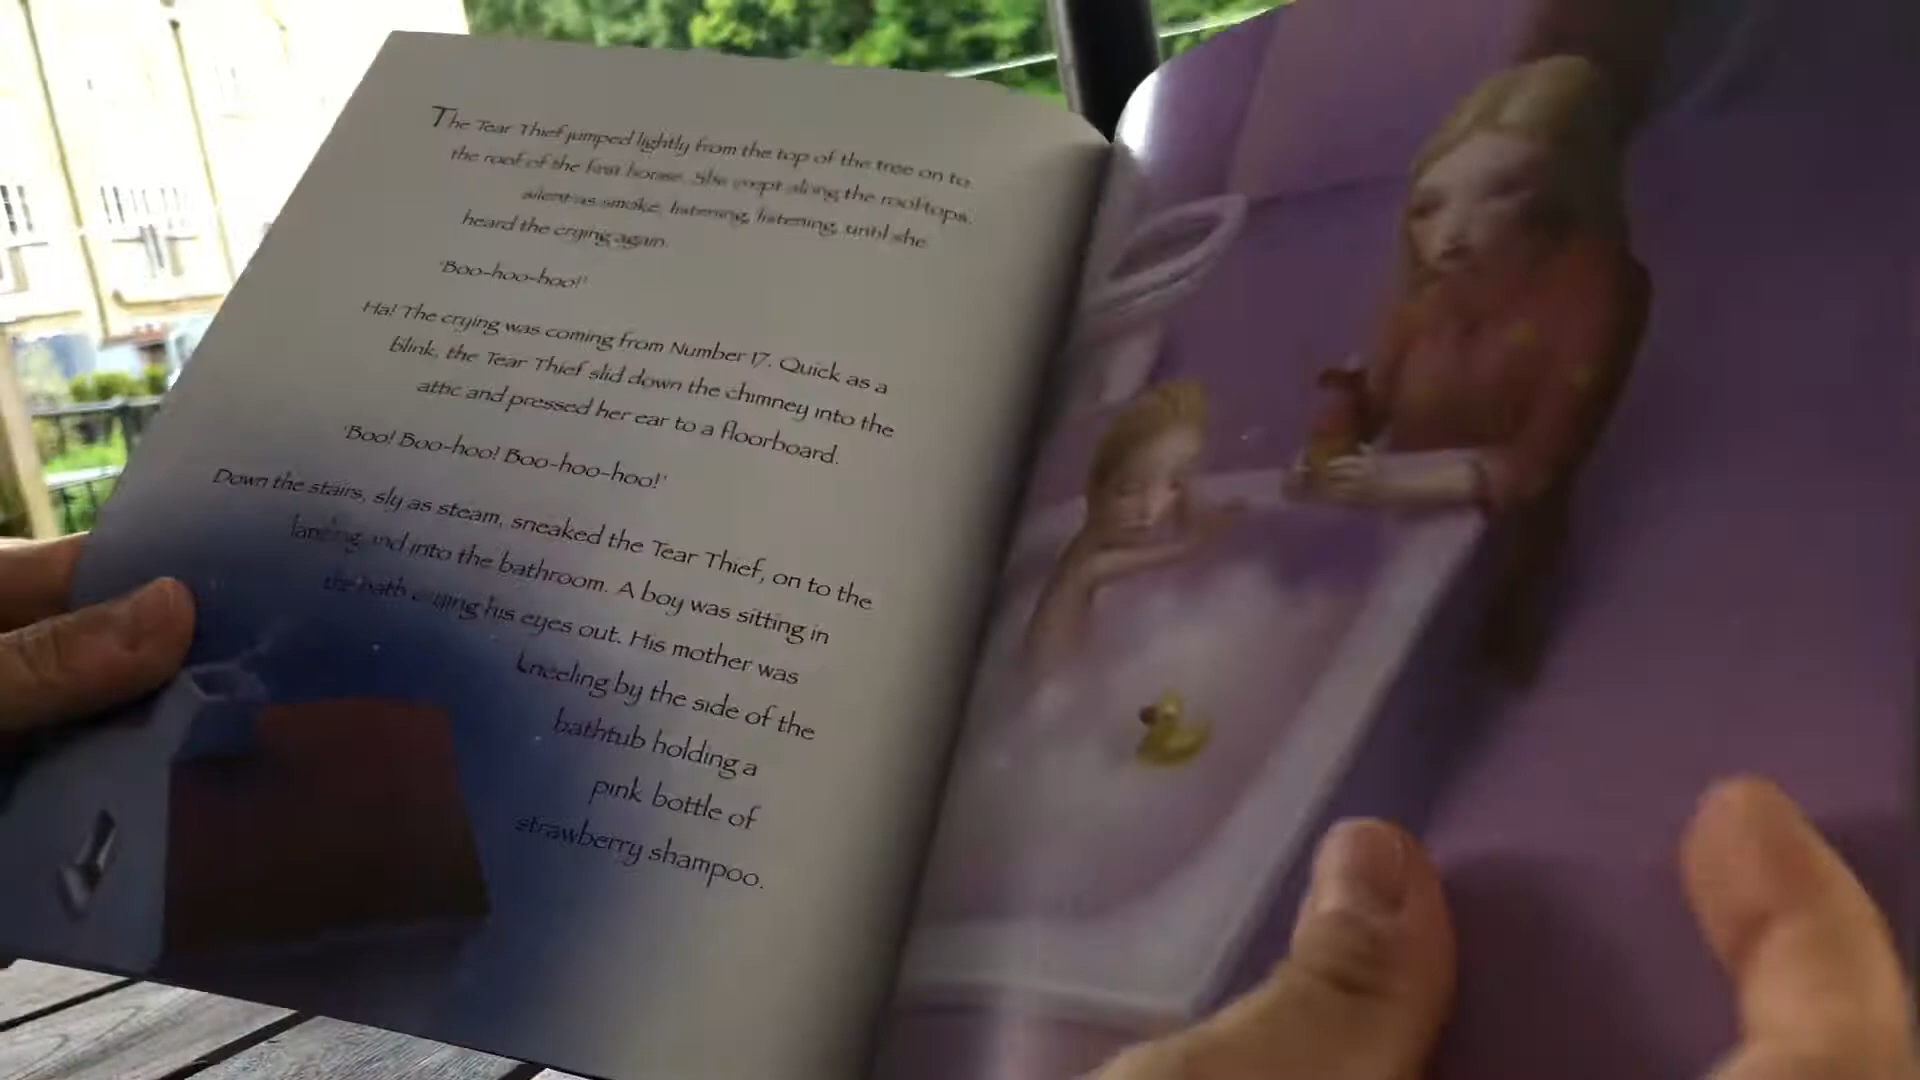 The Tear Thief jumped lightly from the top of the tree on to
the roof of the first house. She crept along the rooftops,
silent as smoke, listening, listening, until she
heard the crying again.
'Boo-hoo-hoo!'
Ha! The crying was coming from Number 17. Quick as a
blink, the Tear Thief slid down the chimney into the
attic and pressed her ear to a floorboard.
'Boo! Boo-hoo! Boo-hoo-hoo!'
Down the stairs, sly as steam, sneaked the Tear Thief, on to the
landing and into the bathroom. A boy was sitting in
the bath crying his eyes out. His mother was
kneeling by the side of the
bathtub holding a
pink bottle of
strawberry shampoo.